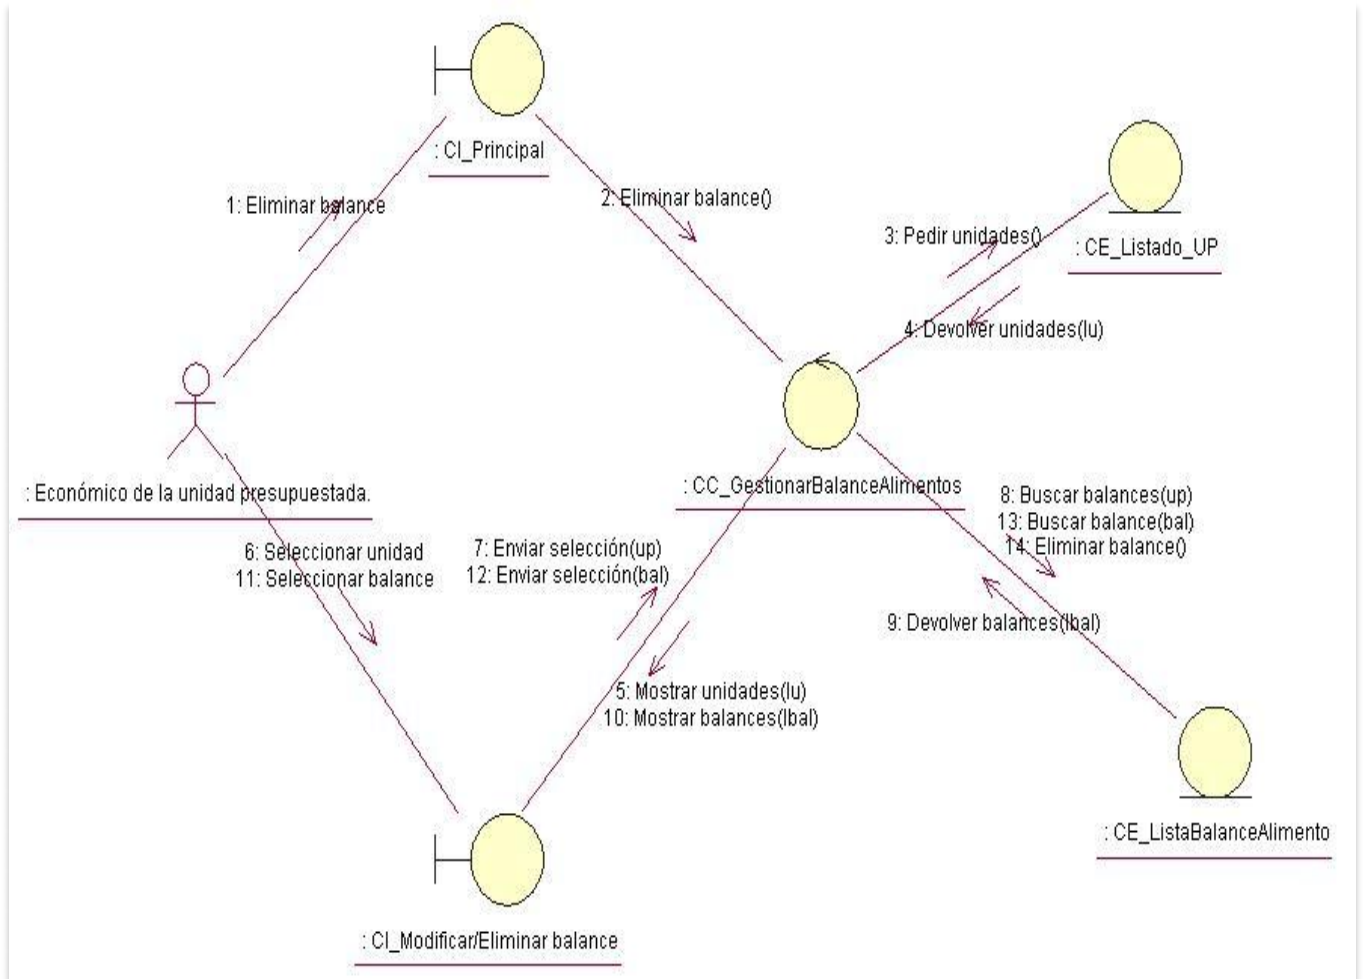 : CI_Principal
1: Eliminar balance
2: Eliminar balance()
3: Pedir unidades()
: CE_Listado_UP
4: Devolver unidades(lu)
: Económico de la unidad presupuestada.
: CC_GestionarBalanceAlimentos
8: Buscar balances(up)
13: Buscar balance(bal)
14: Eliminar balance()
6: Seleccionar unidad
11: Seleccionar balance
7: Enviar selección(up)
12: Enviar selección(bal)
9: Devolver balances(lbal)
5: Mostrar unidades(lu)
10: Mostrar balances(lbal)
: CE_ListaBalanceAlimento
: CI_Modificar/Eliminar balance